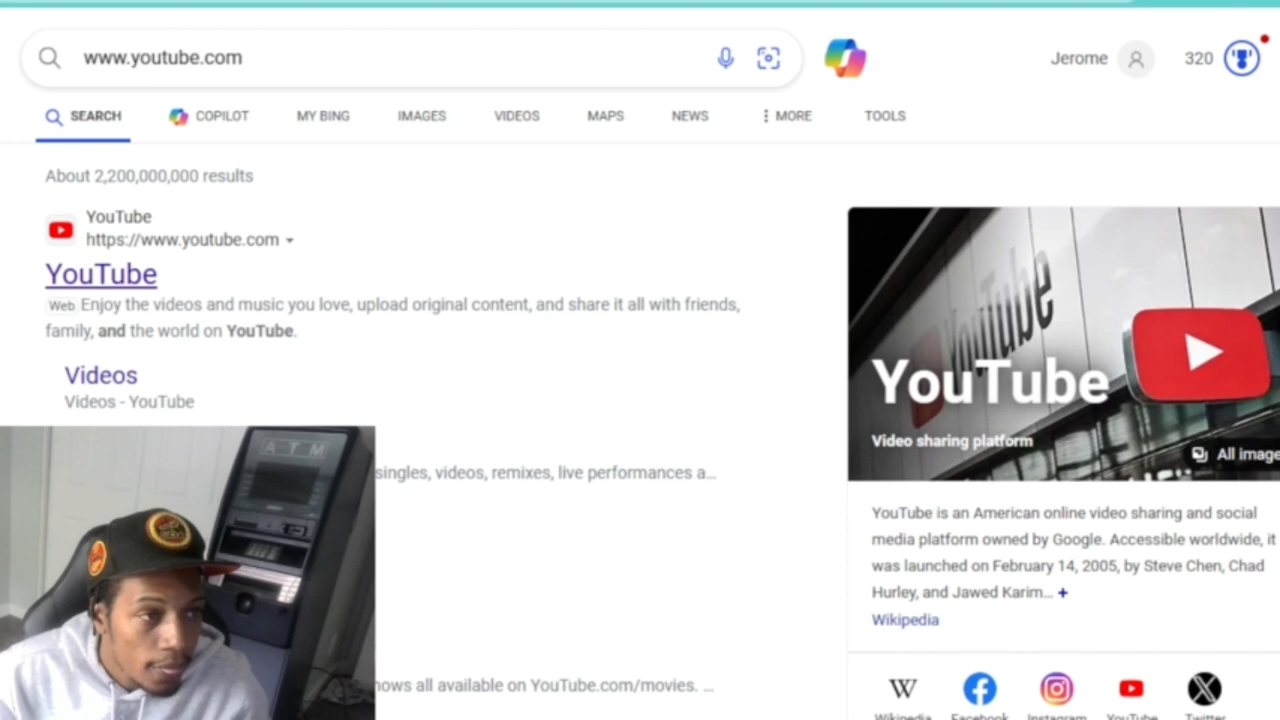 www.youtube.com
Jerome
320
SEARCH
COPILOT
MY BING
IMAGES
VIDEOS
MAPS
NEWS
MORE
TOOLS
About 2,200,000,000 results
YouTube
https://www.youtube.com
YouTube
Web Enjoy the videos and music you love, upload original content, and share it all with friends,
family, and the world on YouTube.
Videos
Videos - YouTube
singles, videos, remixes, live performances a...
hows all available on YouTube.com/movies. ...
ATM
YouTube
YouTube
Video sharing platform
All image
YouTube is an American online video sharing and social
media platform owned by Google. Accessible worldwide, it
was launched on February 14, 2005, by Steve Chen, Chad
Hurley, and Jawed Karim... +
Wikipedia
W
Wikipedia
Facebook
Instagram
YouTube
Twitter